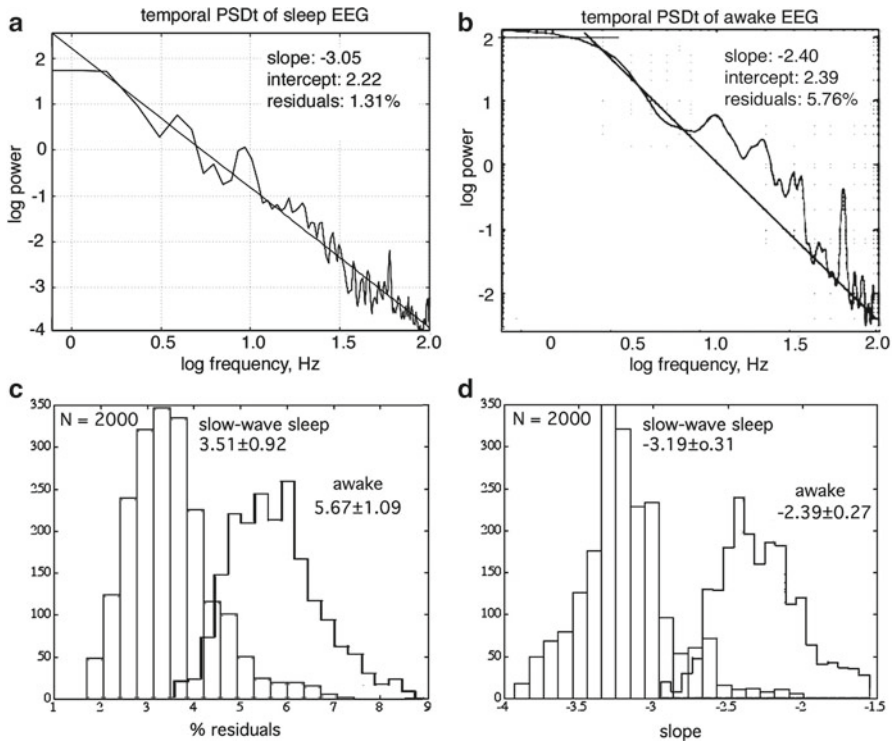 a
temporal PSDt of sleep EEG
slope: -3.05
intercept: 2.22
residuals: 1.31%
log power
2
1
0
-1
-2
-3
-4
0 0.5 1.0 1.5 2.0
log frequency, Hz
b
temporal PSDt of awake EEG
slope: -2.40
intercept: 2.39
residuals: 5.76%
log power
2
1
0
-1
-2
0 0.5 1.0 1.5 2.0
log frequency, Hz
c
N = 2000
slow-wave sleep
3.51±0.92
awake
5.67±1.09
350
300
250
200
150
100
50
0
1 2 3 4 5 6 7 8 9
% residuals
d
N = 2000
slow-wave sleep
-3.19±o.31
awake
-2.39±0.27
350
300
250
200
150
100
50
0
-4 -3.5 -3 -2.5 -2 -1.5
slope